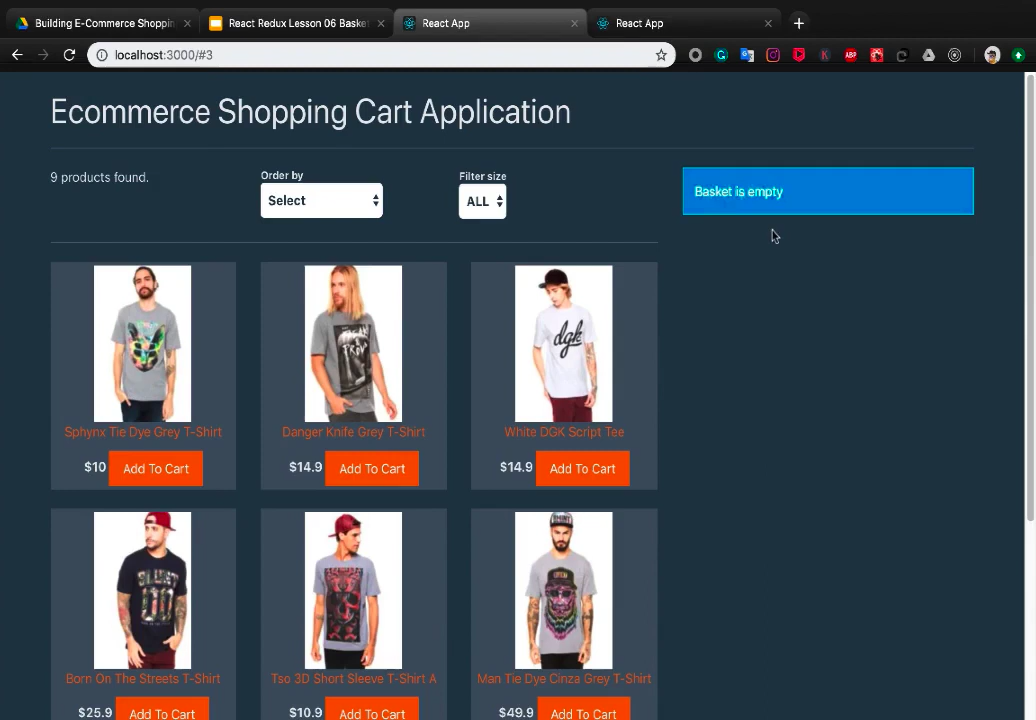 Building E-Commerce Shoppin
React Redux Lesson 06 Baske
React App
React App
localhost:3000/#3
ABP
Ecommerce Shopping Cart Application
9 products found.
Order by
Select
Filter size
ALL
Basket is empty
dgk
Sphynx Tie Dye Grey T-Shirt
Danger Knife Grey T-Shirt
White DGK Script Tee
$10 Add To Cart
$14.9 Add To Cart
$14.9 Add To Cart
Born On The Streets T-Shirt
Tso 3D Short Sleeve T-Shirt A
Man Tie Dye Cinza Grey T-Shirt
$25.9 Add To Cart
$10.9 Add To Cart
$49.9 Add To Cart